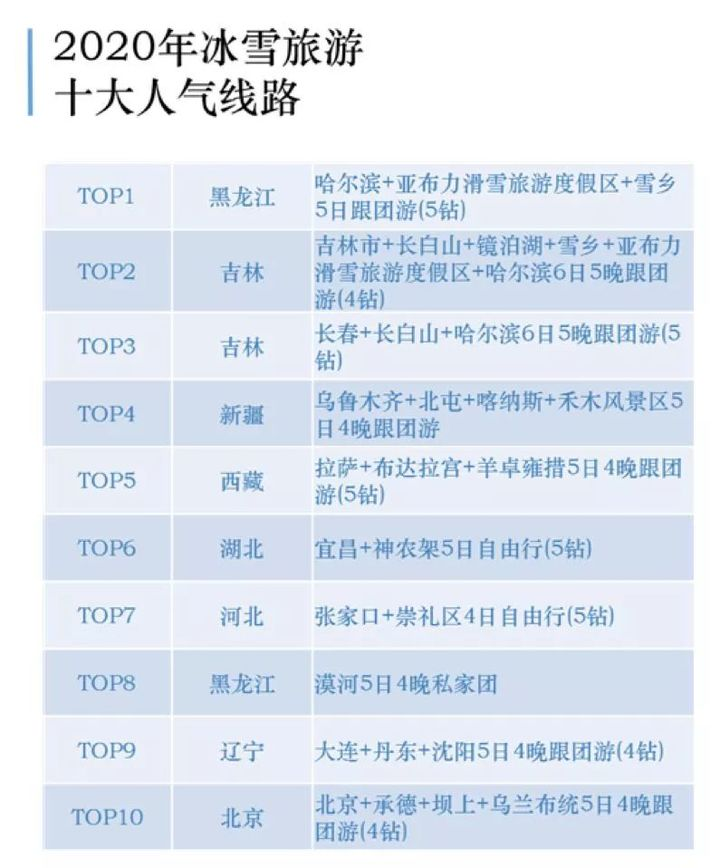 2020年冰雪旅游
十大人气线路
TOP1
黑龙江
哈尔滨+亚布力滑雪旅游度假区+雪乡
5日跟团游(5钻)
TOP2
吉林
吉林市+长白山+镜泊湖+雪乡+亚布力
滑雪旅游度假区+哈尔滨6日5晚跟团
游(4钻)
TOP3
吉林
长春+长白山+哈尔滨6日5晚跟团游(5
钻)
TOP4
新疆
乌鲁木齐+北屯+喀纳斯+禾木风景区5
日4晚跟团游
TOP5
西藏
拉萨+布达拉宫+羊卓雍措5日4晚跟团
游(5钻)
TOP6
湖北
宜昌+神农架5日自由行(5钻)
TOP7
河北
张家口+崇礼区4日自由行(5钻)
TOP8
黑龙江
漠河5日4晚私家团
TOP9
辽宁
大连+丹东+沈阳5日4晚跟团游(4钻)
TOP10
北京
北京+承德+坝上+乌兰布统5日4晚跟
团游(4钻)